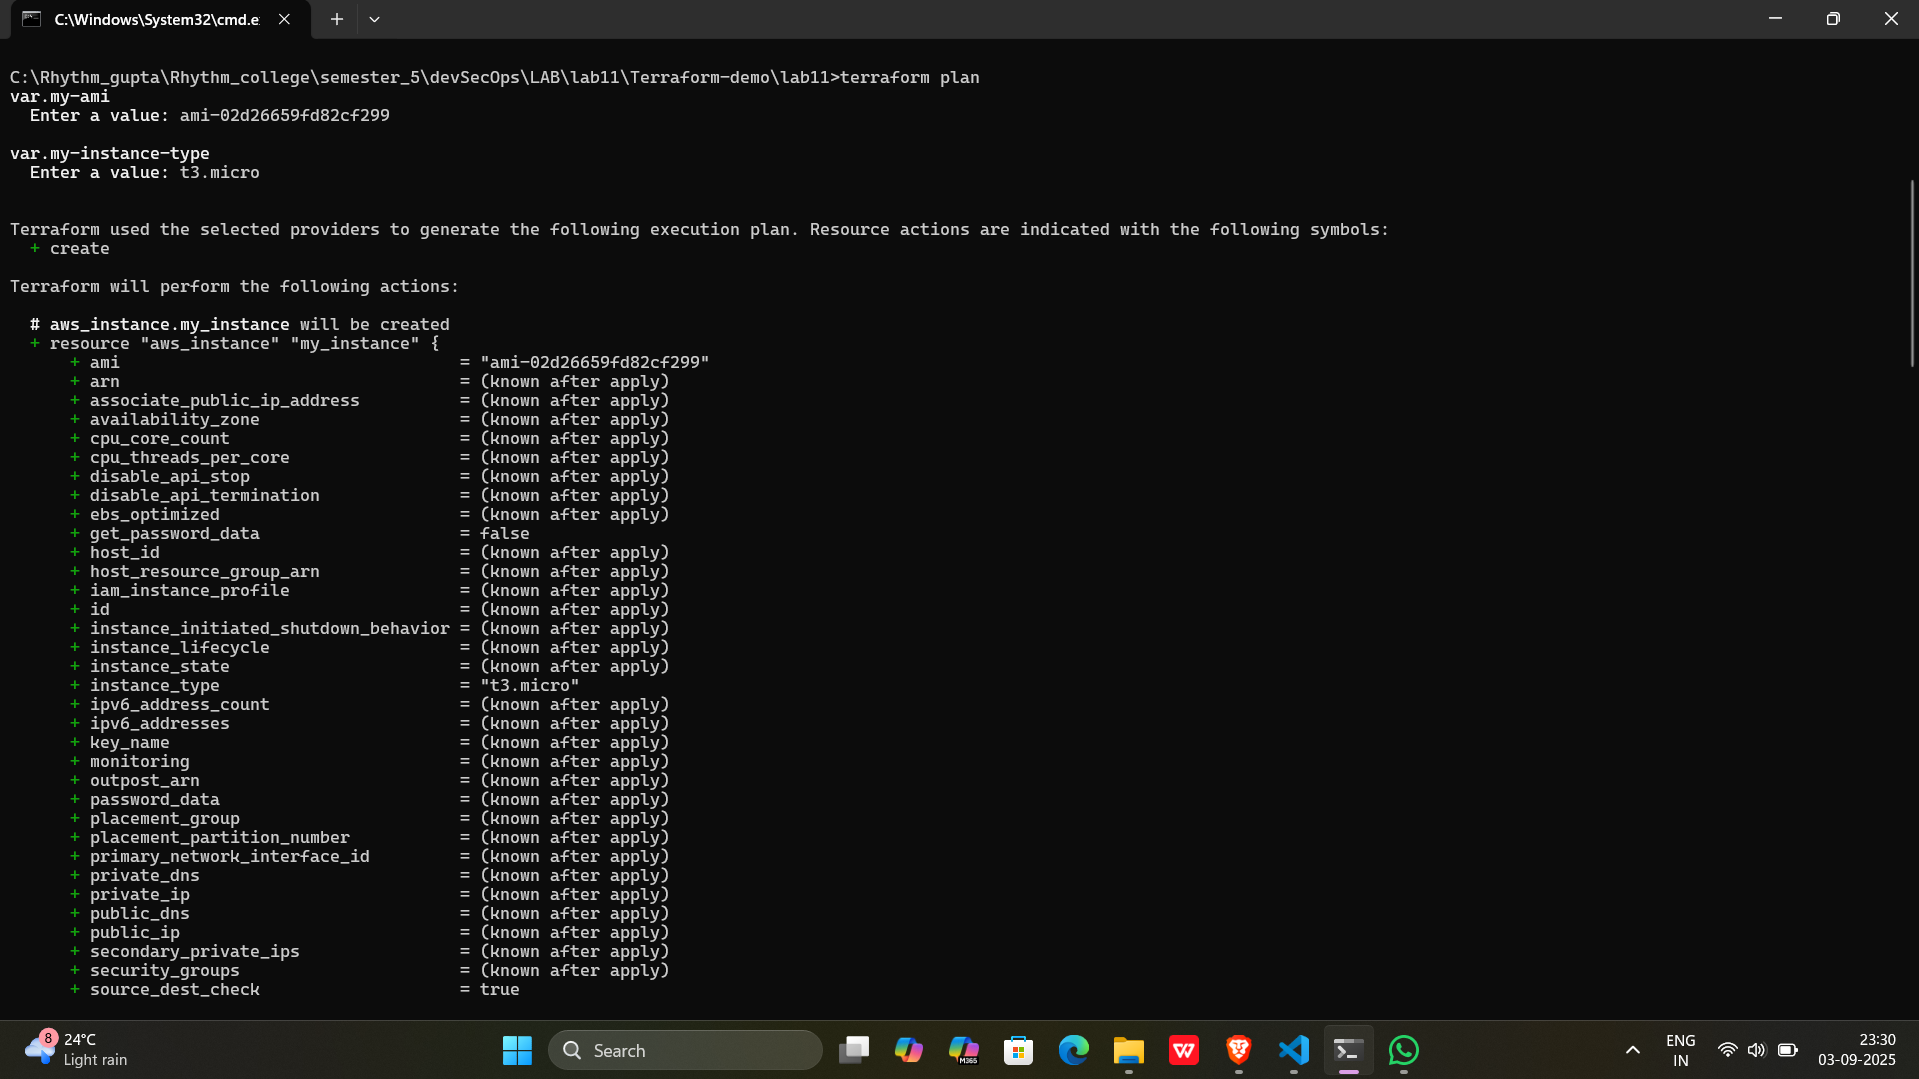 C:\Windows\System32\cmd.e
C:\Rhythm_gupta\Rhythm_college\semester_5\devSecOps\LAB\lab11\Terraform-demo\lab11>terraform plan
var.my-ami
  Enter a value: ami-02d26659fd82cf299
var.my-instance-type
  Enter a value: t3.micro
Terraform used the selected providers to generate the following execution plan. Resource actions are indicated with the following symbols:
  + create
Terraform will perform the following actions:
  # aws_instance.my_instance will be created
  + resource "aws_instance" "my_instance" {
      + ami                                  = "ami-02d26659fd82cf299"
      + arn                                  = (known after apply)
      + associate_public_ip_address          = (known after apply)
      + availability_zone                    = (known after apply)
      + cpu_core_count                       = (known after apply)
      + cpu_threads_per_core                 = (known after apply)
      + disable_api_stop                     = (known after apply)
      + disable_api_termination              = (known after apply)
      + ebs_optimized                        = (known after apply)
      + get_password_data                    = false
      + host_id                              = (known after apply)
      + host_resource_group_arn              = (known after apply)
      + iam_instance_profile                 = (known after apply)
      + id                                   = (known after apply)
      + instance_initiated_shutdown_behavior = (known after apply)
      + instance_lifecycle                   = (known after apply)
      + instance_state                       = (known after apply)
      + instance_type                        = "t3.micro"
      + ipv6_address_count                   = (known after apply)
      + ipv6_addresses                       = (known after apply)
      + key_name                             = (known after apply)
      + monitoring                           = (known after apply)
      + outpost_arn                          = (known after apply)
      + password_data                        = (known after apply)
      + placement_group                      = (known after apply)
      + placement_partition_number           = (known after apply)
      + primary_network_interface_id         = (known after apply)
      + private_dns                          = (known after apply)
      + private_ip                           = (known after apply)
      + public_dns                           = (known after apply)
      + public_ip                            = (known after apply)
      + secondary_private_ips                = (known after apply)
      + security_groups                      = (known after apply)
      + source_dest_check                    = true
8
24°C
Light rain
Search
M365
W
ENG
IN
23:30
03-09-2025